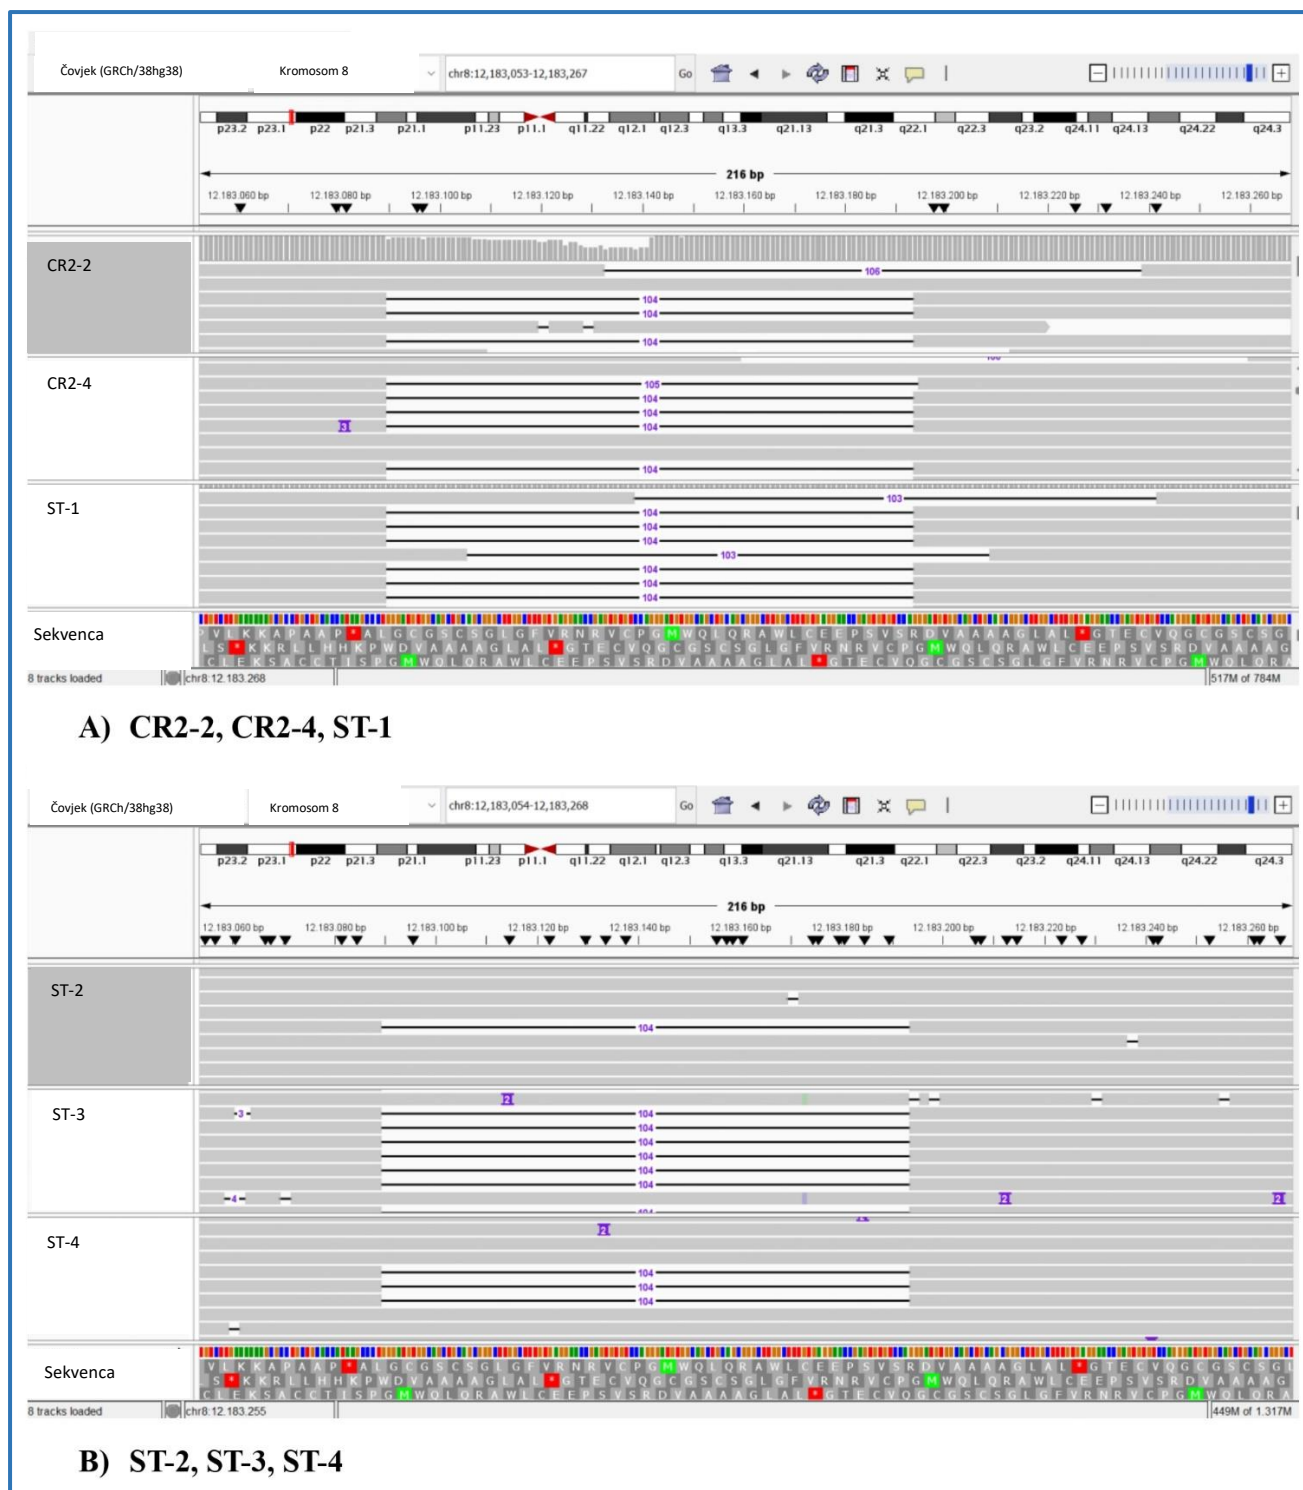 Čovjek (GRCh/38hg38) Kromosom 8 chr8:12,183,053-12,183,267 Go
p23.2 p23.1 p22 p21.3 p21.1 p11.23 p11.1 q11.22 q12.1 q12.3 q13.3 q21.13 q21.3 q22.1 q22.3 q23.2 q24.11 q24.13 q24.22 q24.3
216 bp
12.183.060 bp 12.183.080 bp 12.183.100 bp 12.183.120 bp 12.183.140 bp 12.183.160 bp 12.183.180 bp 12.183.200 bp 12.183.220 bp 12.183.240 bp 12.183.260 bp
CR2-2
106
104
104
104
CR2-4
105
104
104
3 104
104
ST-1
103
104
104
104
103
104
104
104
Sekvenca
P V L K K A P A A P * A L G C G S C S G L G F V R N R V C P G M W Q L Q R A W L C E E P S V S R D V A A A A G L A L * G T E C V Q G C G S C S G
L S * K K R L L H H K P W D V A A A A G L A L * G T E C V Q G C G S C S G L G F V R N R V C P G M W Q L Q R A W L C E E P S V S R D V A A A A G
C L E K S A C C T I S P G M W Q L Q R A W L C E E P S V S R D V A A A A G L A L * G T E C V Q G C G S C S G L G F V R N R V C P G M W Q L Q R A
8 tracks loaded chr8:12.183.268 517M of 784M
A) CR2-2, CR2-4, ST-1
Čovjek (GRCh/38hg38) Kromosom 8 chr8:12,183,054-12,183,268 Go
p23.2 p23.1 p22 p21.3 p21.1 p11.23 p11.1 q11.22 q12.1 q12.3 q13.3 q21.13 q21.3 q22.1 q22.3 q23.2 q24.11 q24.13 q24.22 q24.3
216 bp
12.183.060 bp 12.183.080 bp 12.183.100 bp 12.183.120 bp 12.183.140 bp 12.183.160 bp 12.183.180 bp 12.183.200 bp 12.183.220 bp 12.183.240 bp 12.183.260 bp
ST-2
104
ST-3
2
3 104
104
104
104
104
104
4 2 2
104
ST-4
2
104
104
104
Sekvenca
V L K K A P A A P * A L G C G S C S G L G F V R N R V C P G M W Q L Q R A W L C E E P S V S R D V A A A A G L A L * G T E C V Q G C G S C S G L
L S * K K R L L H H K P W D V A A A A G L A L * G T E C V Q G C G S C S G L G F V R N R V C P G M W Q L Q R A W L C E E P S V S R D V A A A A G
C L E K S A C C T I S P G M W Q L Q R A W L C E E P S V S R D V A A A A G L A L * G T E C V Q G C G S C S G L G F V R N R V C P G M W Q L Q R A
8 tracks loaded chr8:12.183.255 449M of 1.317M
B) ST-2, ST-3, ST-4